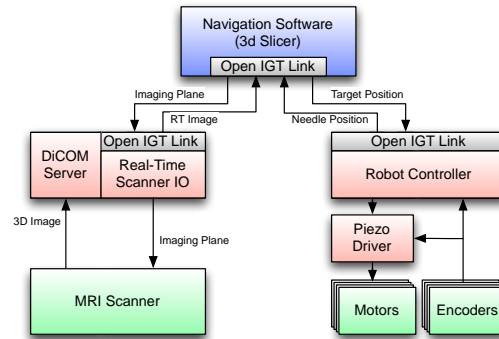 Navigation Software
(3d Slicer)
Open IGT Link
Imaging Plane
Target Position
RT Image
Needle Position
DiCOM
Server
Open IGT Link
Real-Time
Scanner IO
Open IGT Link
Robot Controller
3D Image
Imaging Plane
Piezo
Driver
MRI Scanner
Motors
Encoders